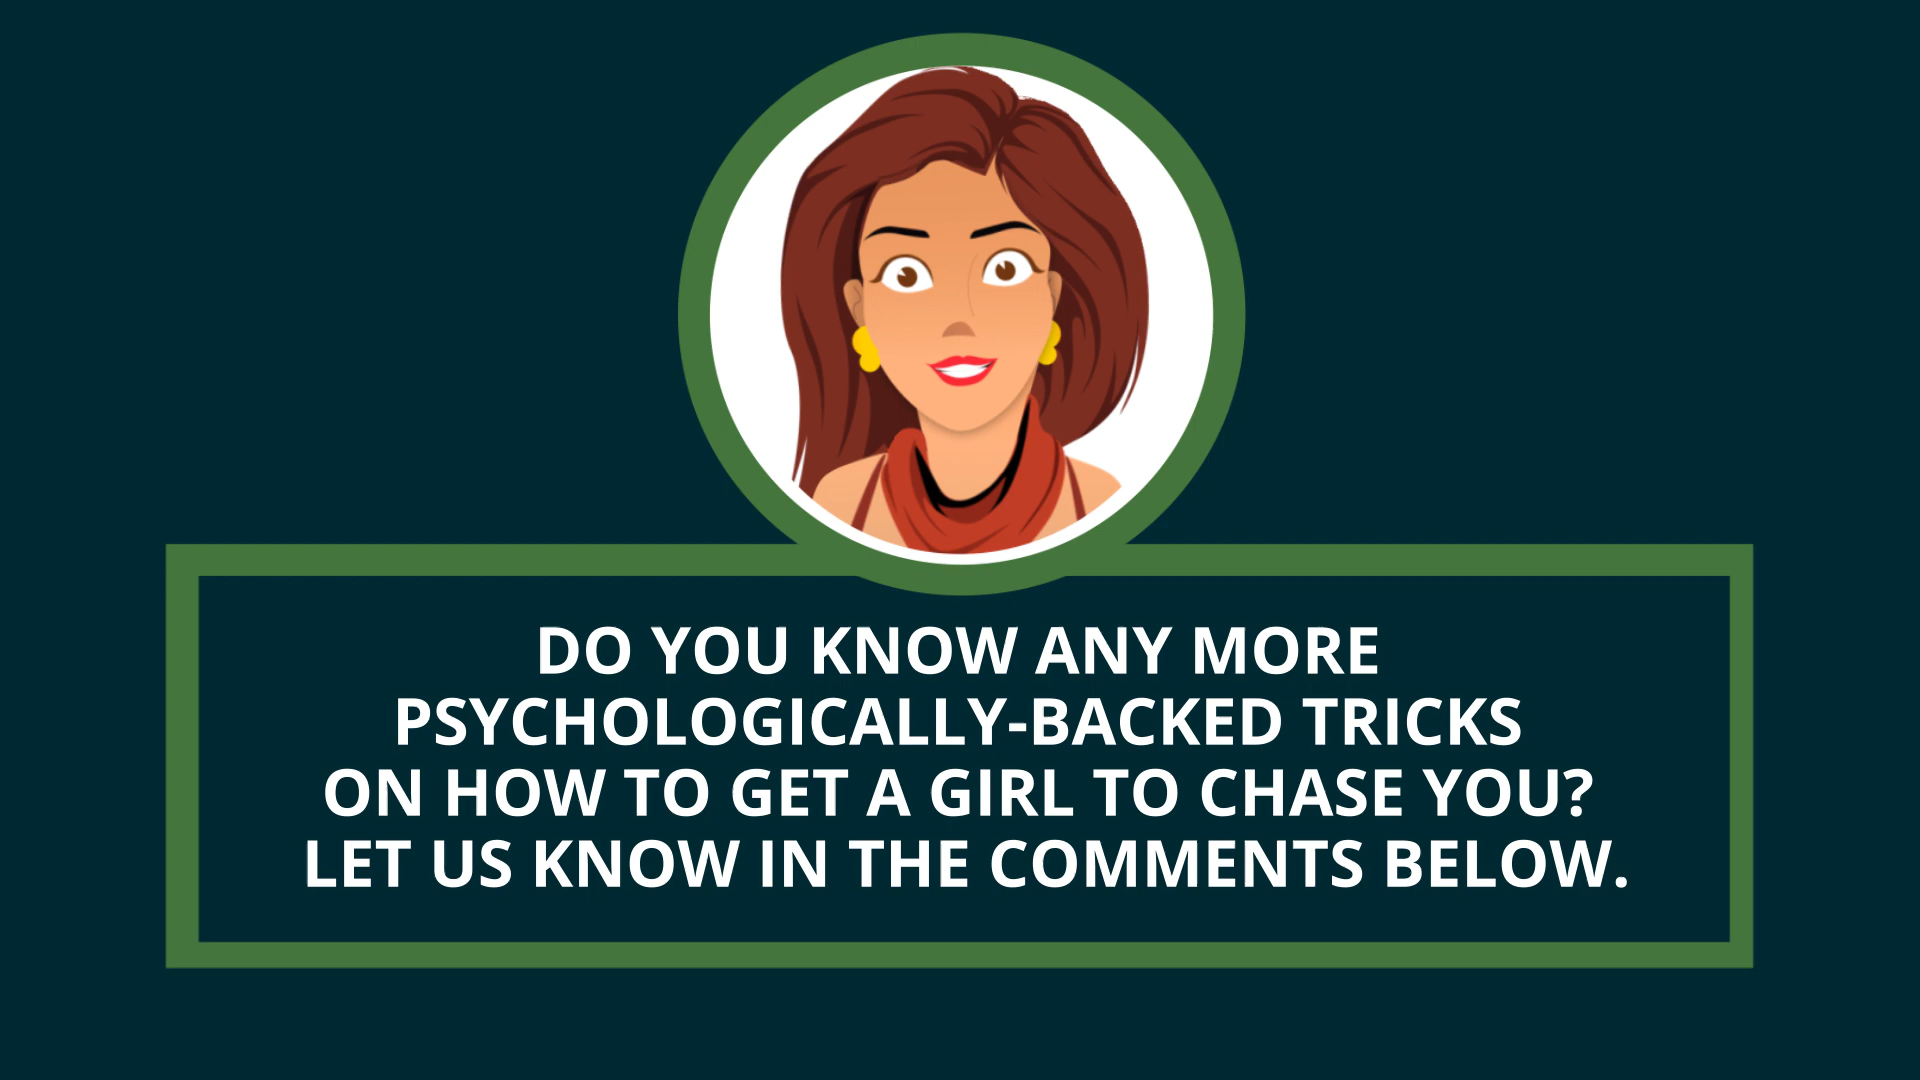 DO YOU KNOW ANY MORE
PSYCHOLOGICALLY-BACKED TRICKS
ON HOW TO GET A GIRL TO CHASE YOU?
LET US KNOW IN THE COMMENTS BELOW.